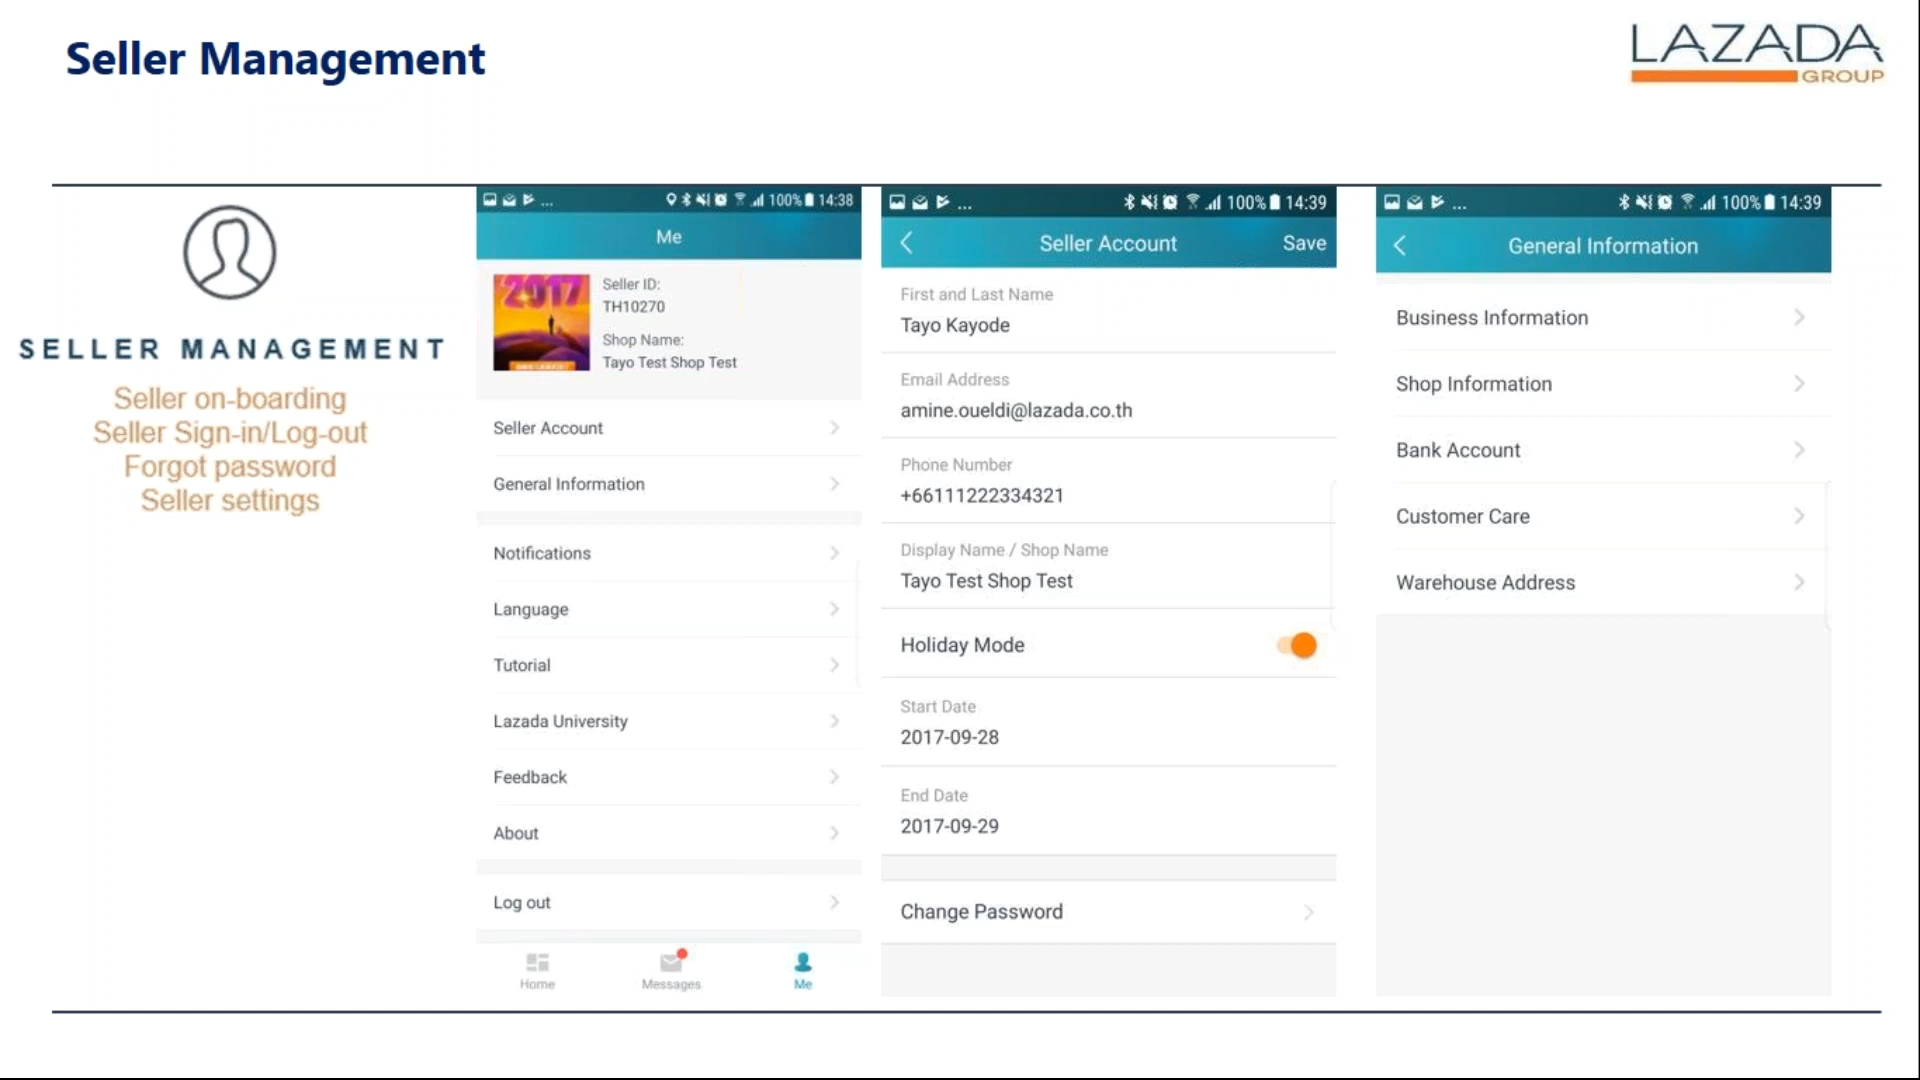 Seller Management
LAZADA
GROUP
SELLER MANAGEMENT
Seller on-boarding
Seller Sign-in/Log-out
Forgot password
Seller settings
... 100% 14:38
Me
2017
Seller ID:
TH10270
Shop Name:
Tayo Test Shop Test
Seller Account
General Information
Notifications
Language
Tutorial
Lazada University
Feedback
About
Log out
Home
Messages
Me
... 100% 14:39
Seller Account
Save
First and Last Name
Tayo Kayode
Email Address
amine.oueldi@lazada.co.th
Phone Number
+66111222334321
Display Name / Shop Name
Tayo Test Shop Test
Holiday Mode
Start Date
2017-09-28
End Date
2017-09-29
Change Password
... 100% 14:39
General Information
Business Information
Shop Information
Bank Account
Customer Care
Warehouse Address